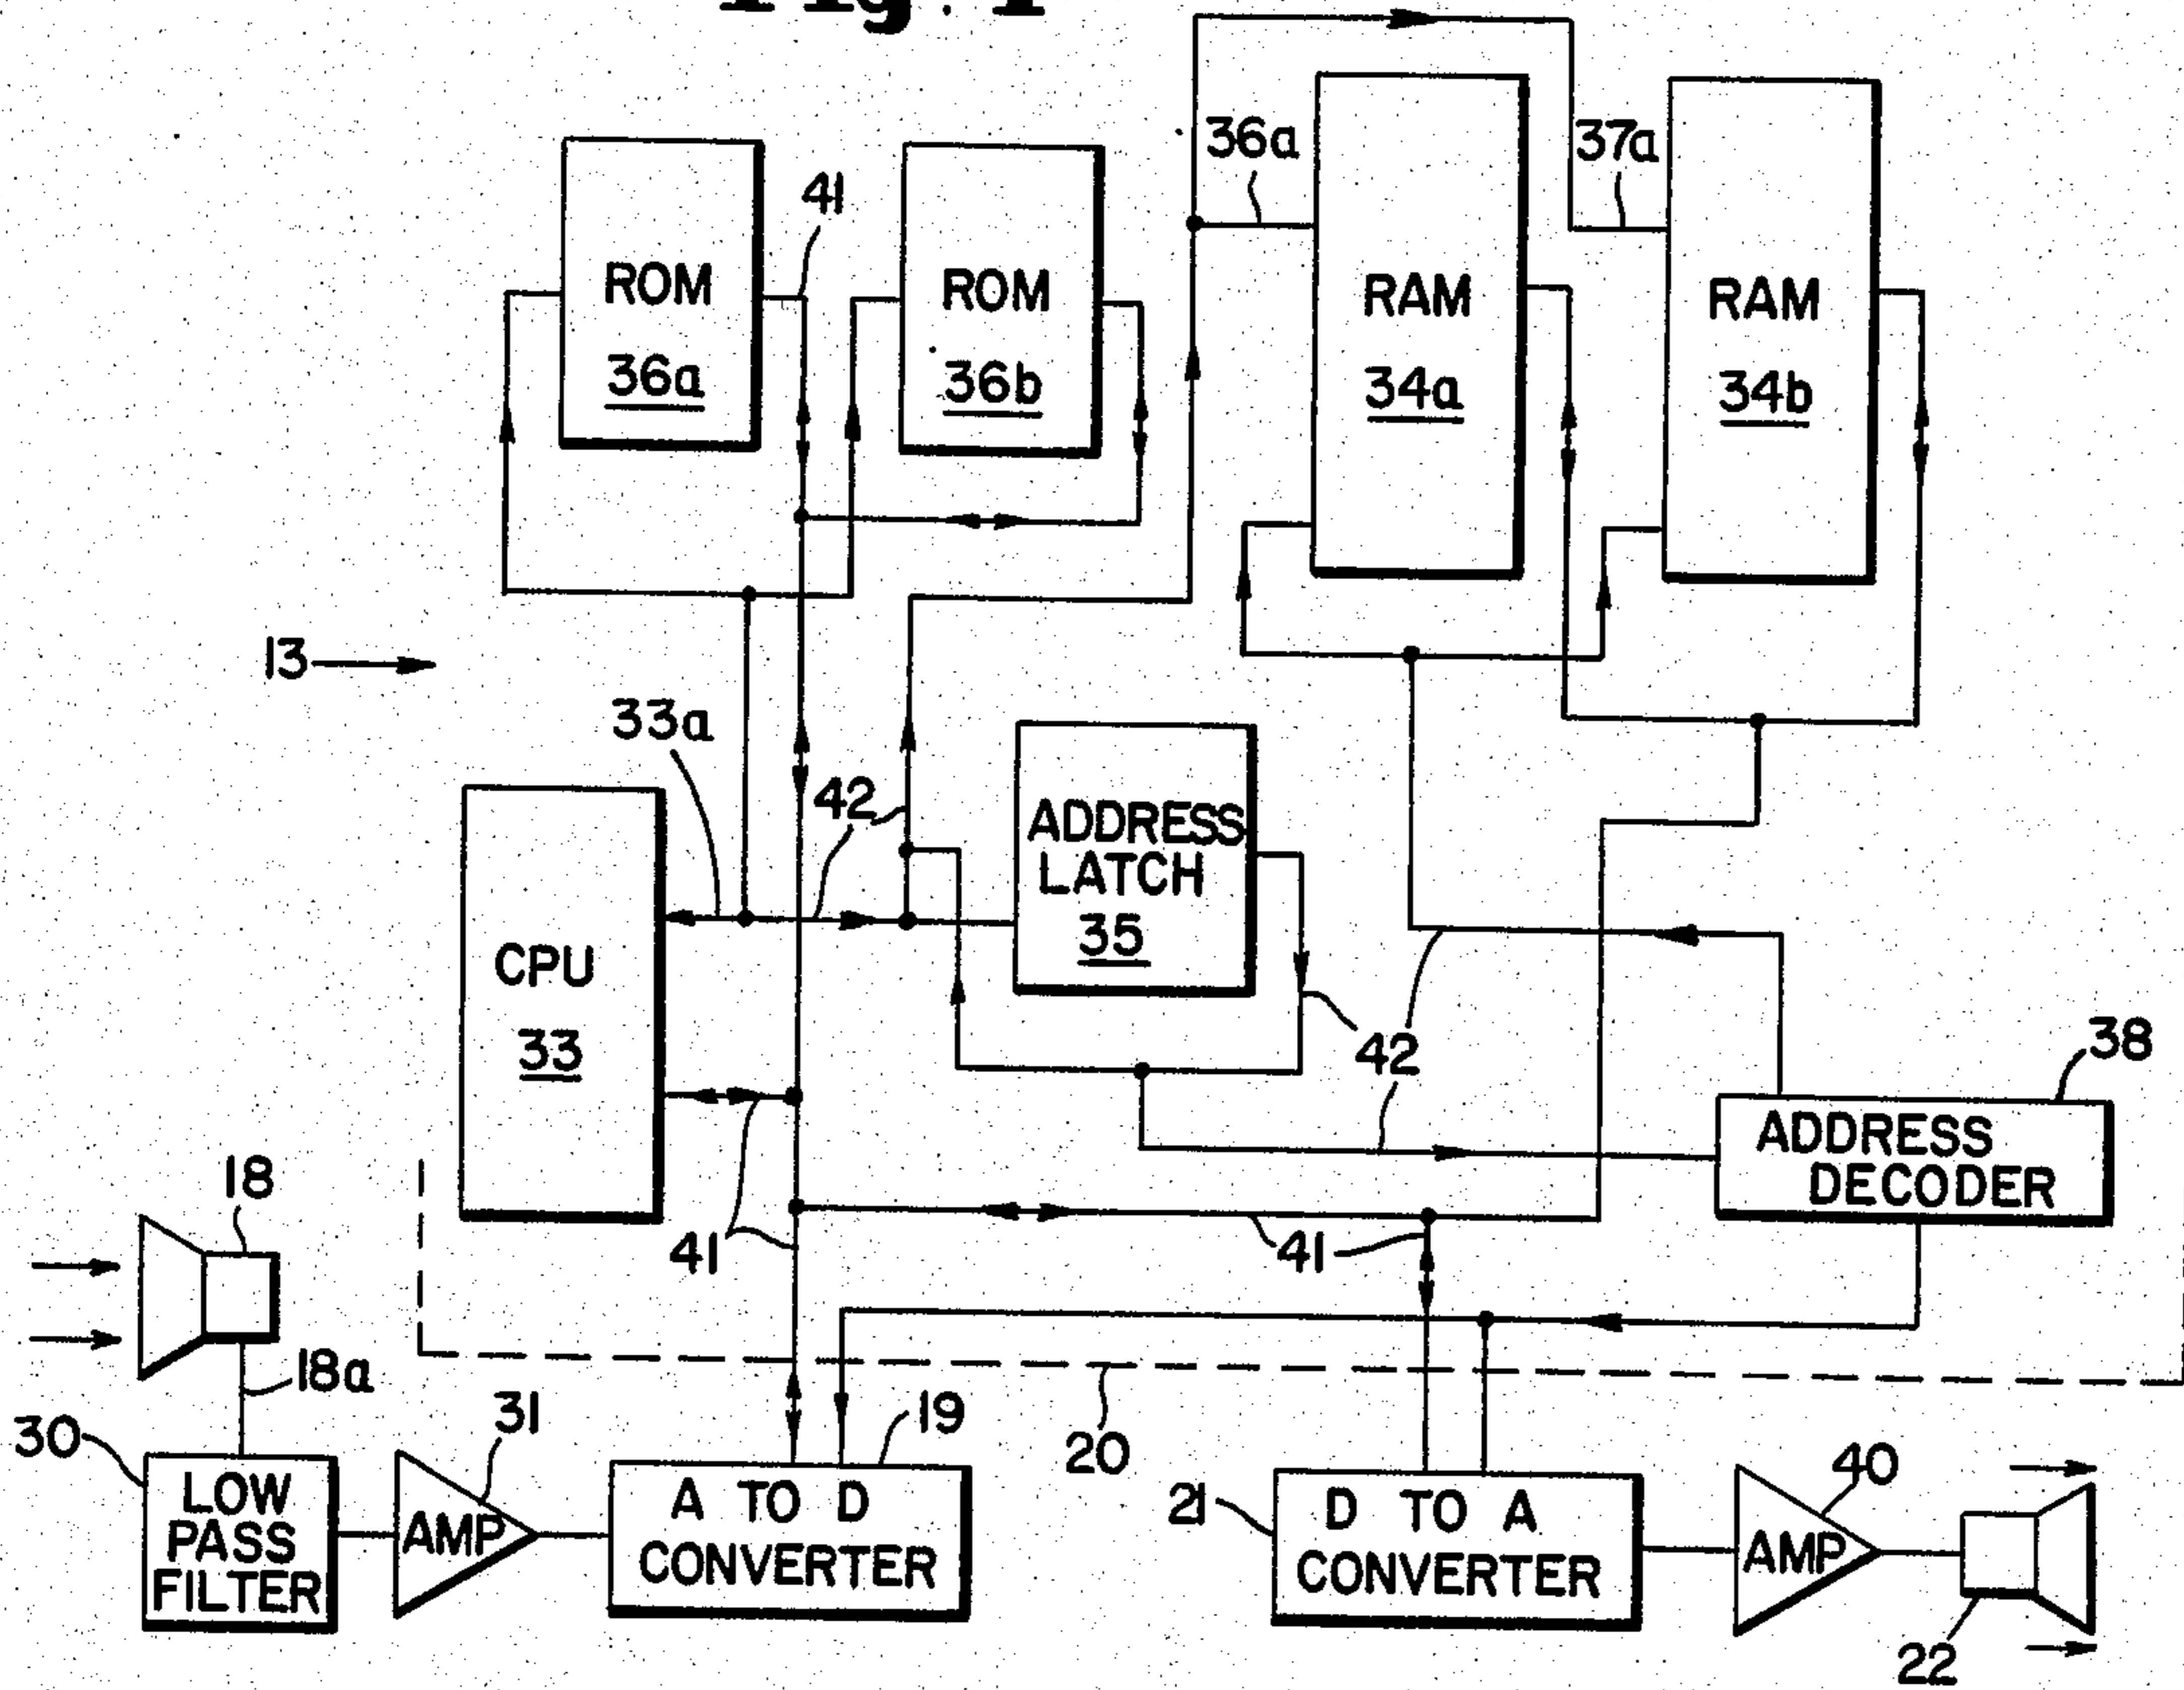 Fig. 1
36a
37a
41
ROM
36a
ROM
36b
RAM
34a
RAM
34b
13
33a
42
ADDRESS
LATCH
35
CPU
33
42
38
ADDRESS
DECODER
18
41
41
18a
31
19
20
30
LOW
PASS
FILTER
AMP
A TO D
CONVERTER
21
D TO A
CONVERTER
40
AMP
22